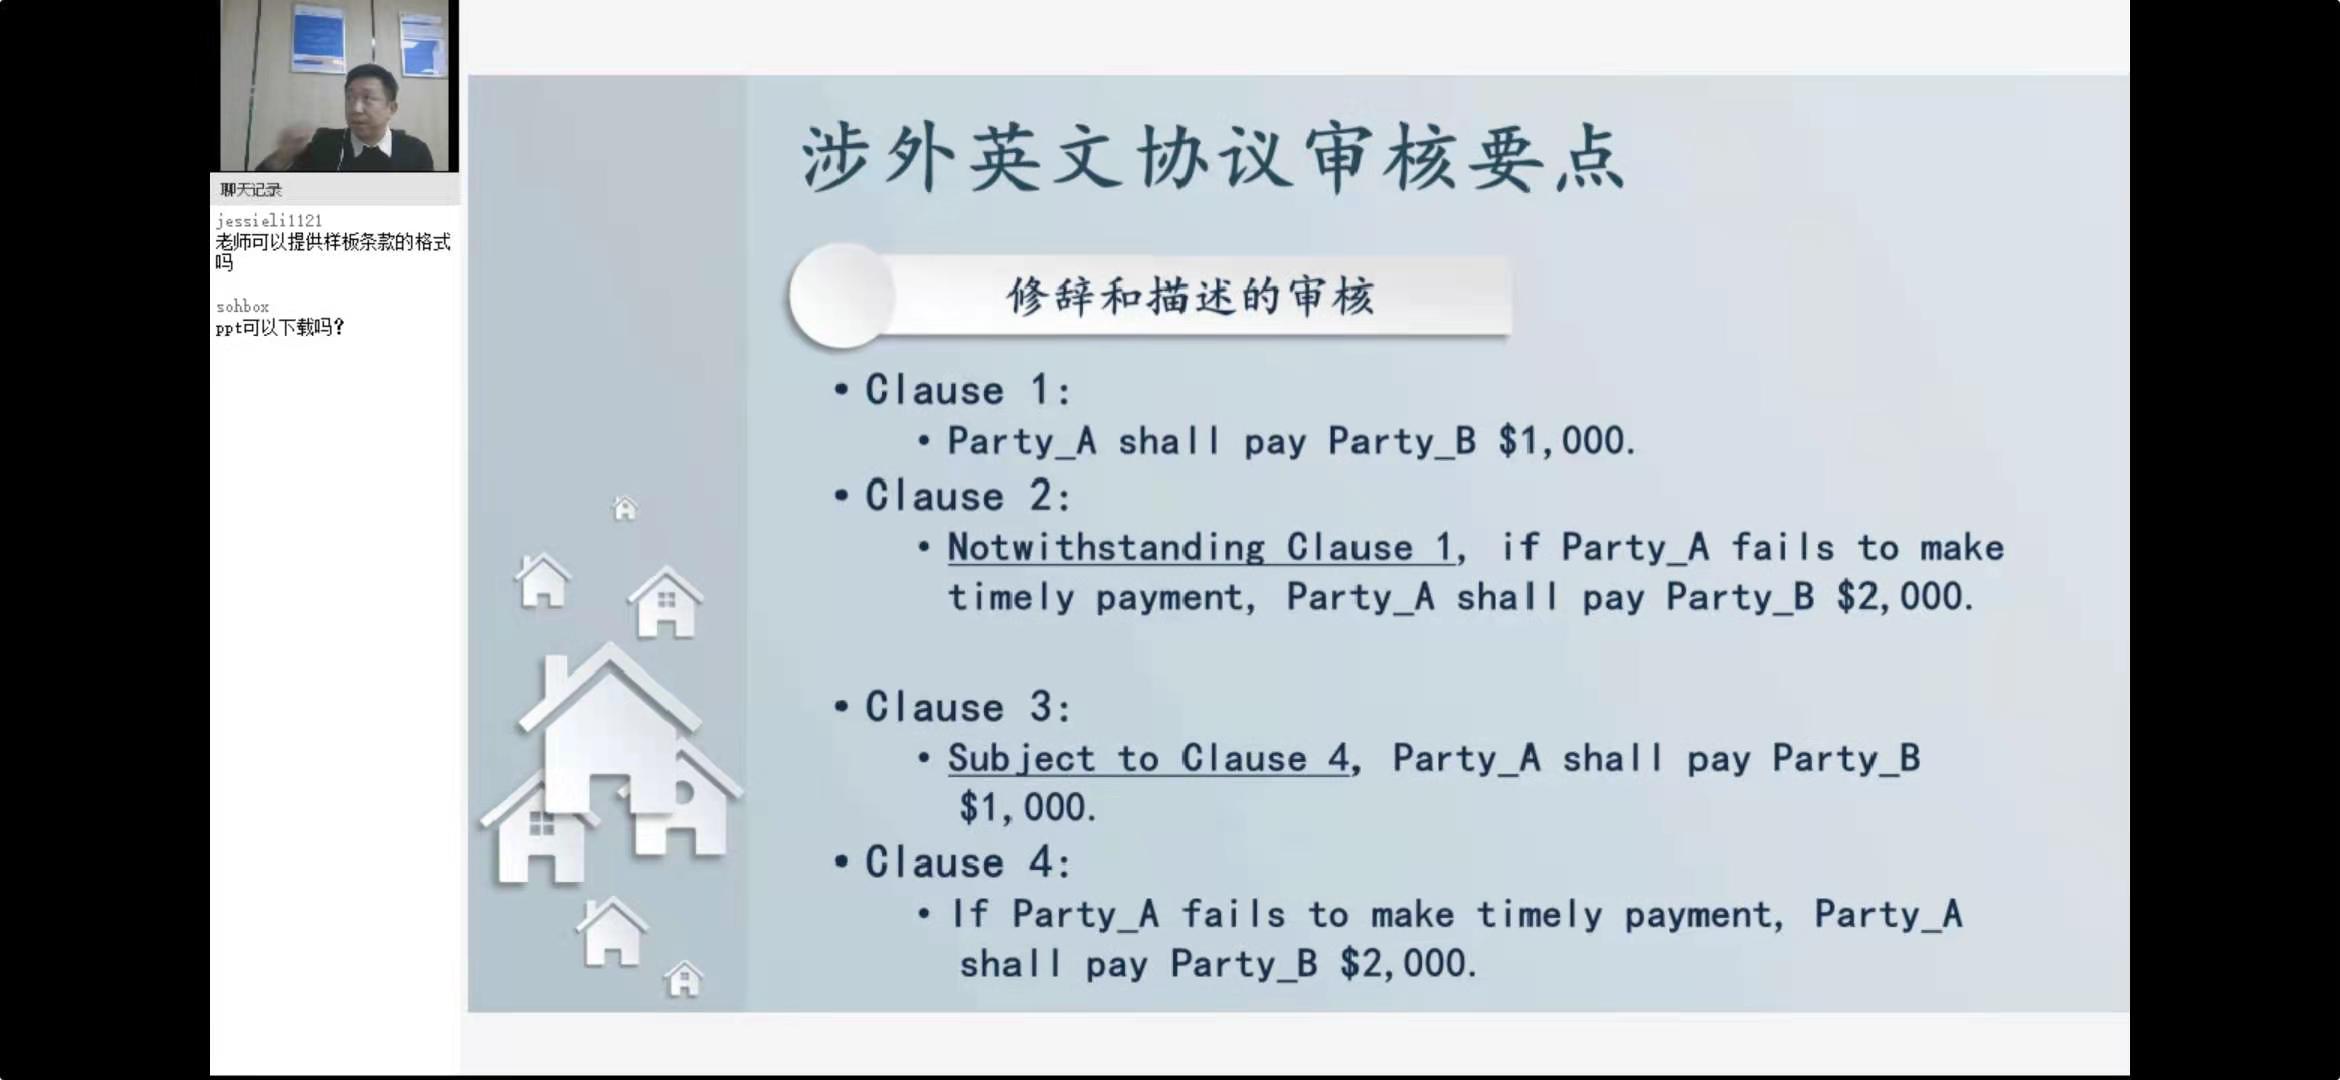 聊天记录
jessieli1121
老师可以提供样板条款的格式
吗
sohbox
ppt可以下载吗?
涉外英文协议审核要点
修辞和描述的审核
• Clause 1:
• Party_A shall pay Party_B $1,000.
• Clause 2:
• Notwithstanding Clause 1, if Party_A fails to make
timely payment, Party_A shall pay Party_B $2,000.
• Clause 3:
• Subject to Clause 4, Party_A shall pay Party_B
$1,000.
• Clause 4:
• If Party_A fails to make timely payment, Party_A
shall pay Party_B $2,000.